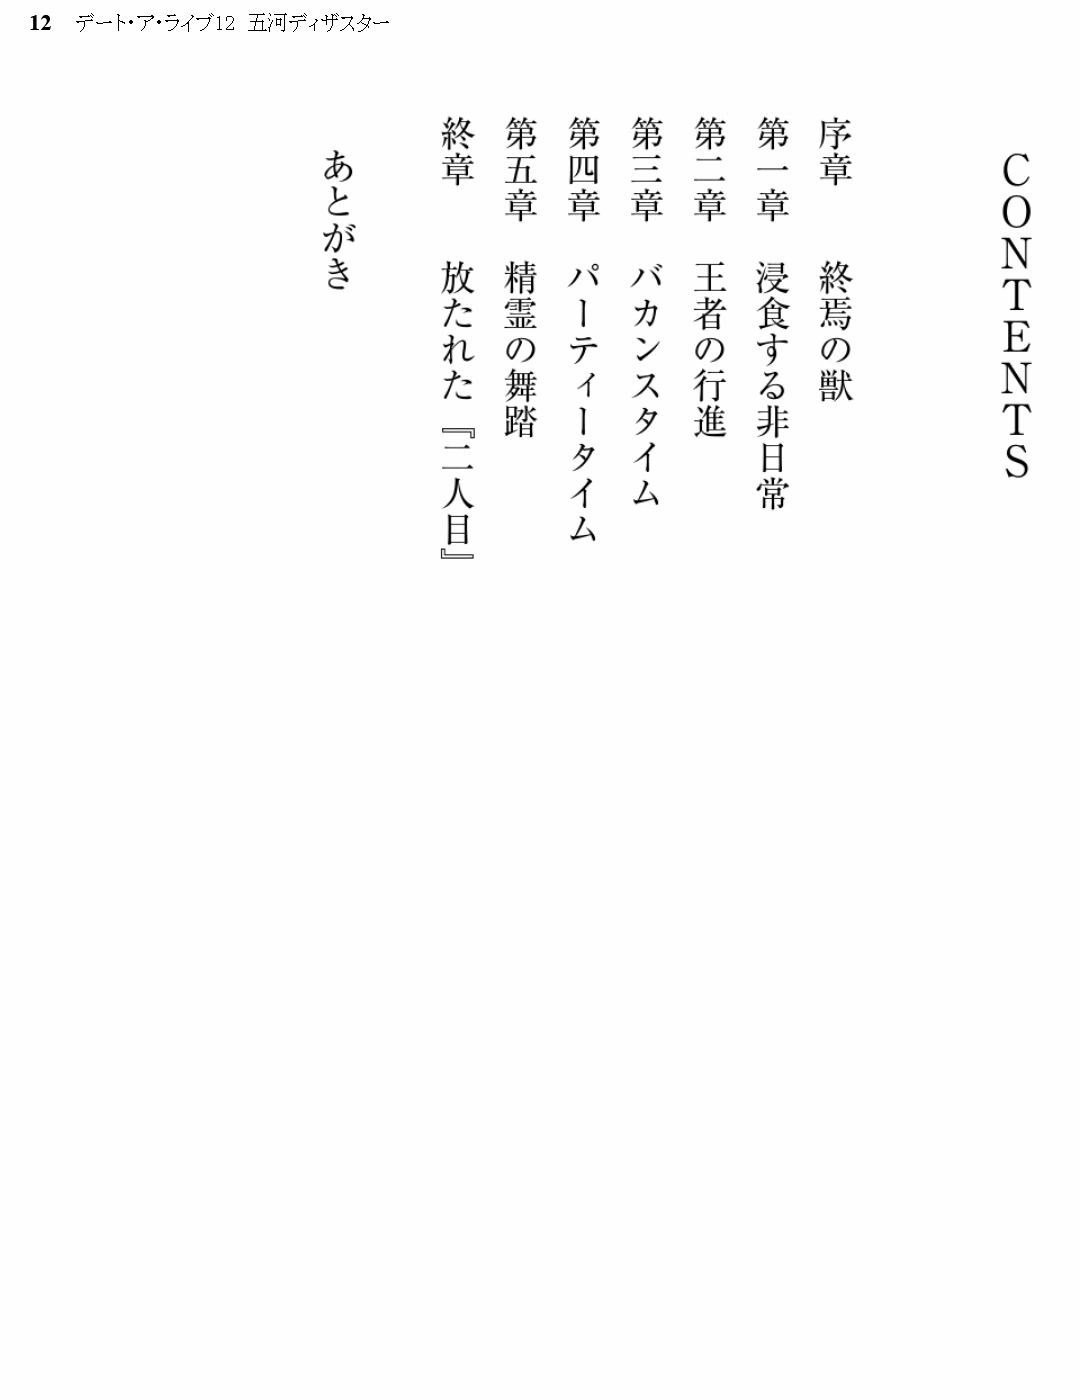 12 デート・ア・ライブ12 五河ディザスター
CONTENTS
序章 終焉の獣
第一章 浸食する非日常
第二章 王者の行進
第三章 バカンスタイム
第四章 パーティータイム
第五章 精霊の舞踏
終章 放たれた『二人目』
あとがき